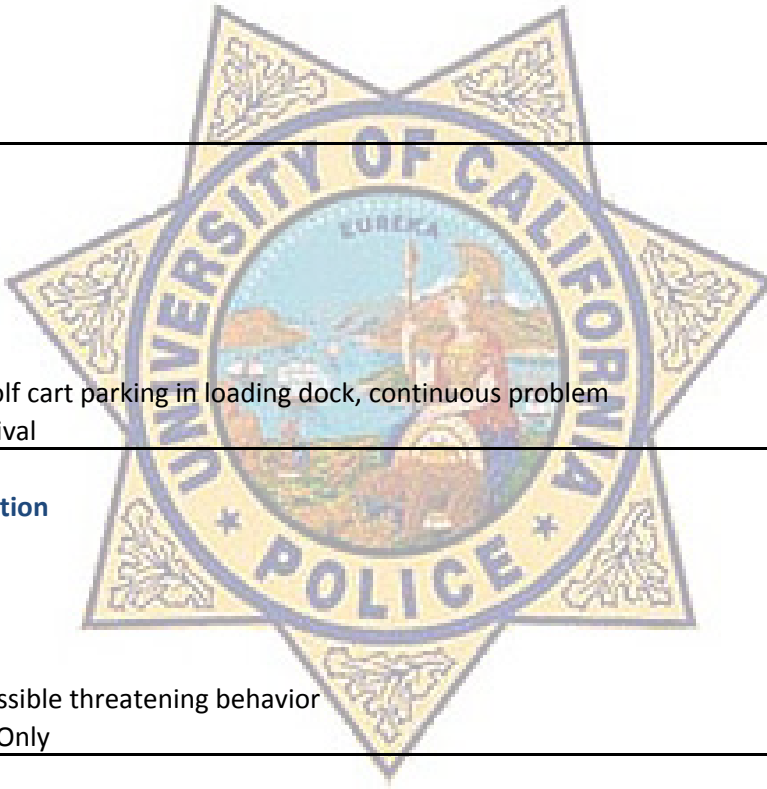 UNIVERSITY OF CALIFORNIA
EUREKA
olf cart parking in loading dock, continuous problem
ival
tion
POLICE
ssible threatening behavior
Only